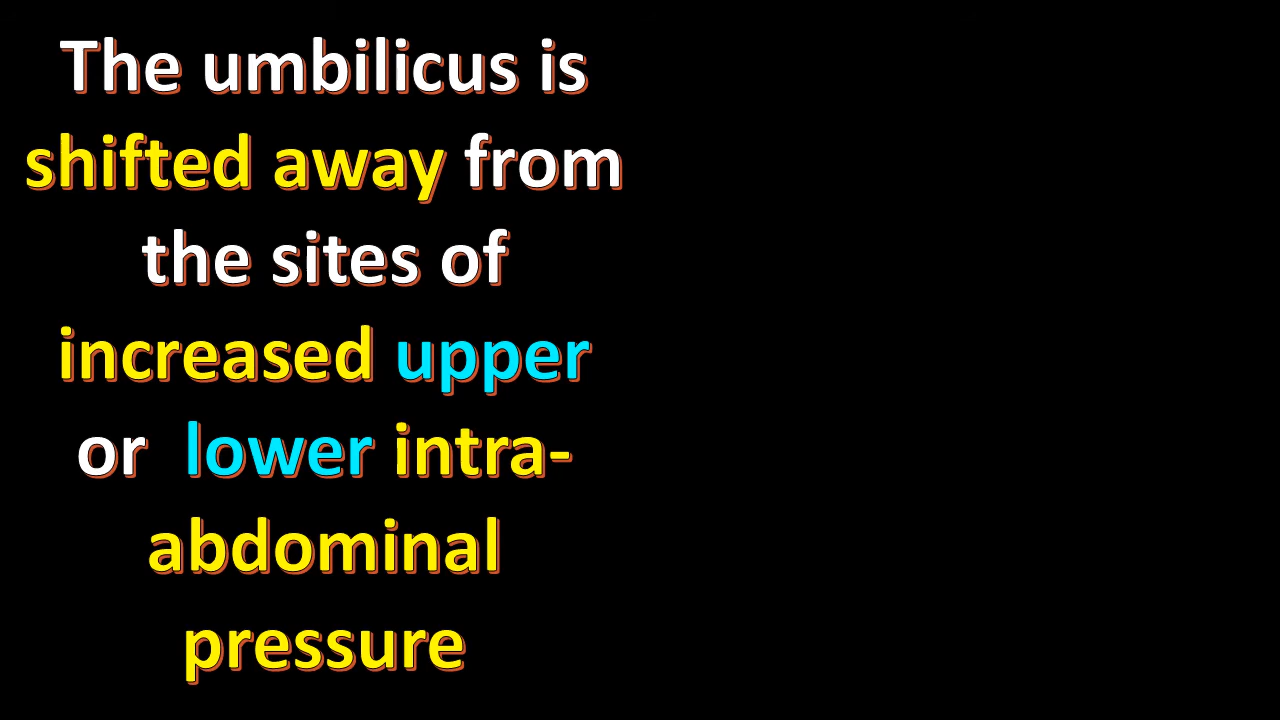 The umbilicus is
shifted away from
the sites of
increased upper
or lower intra-
abdominal
pressure